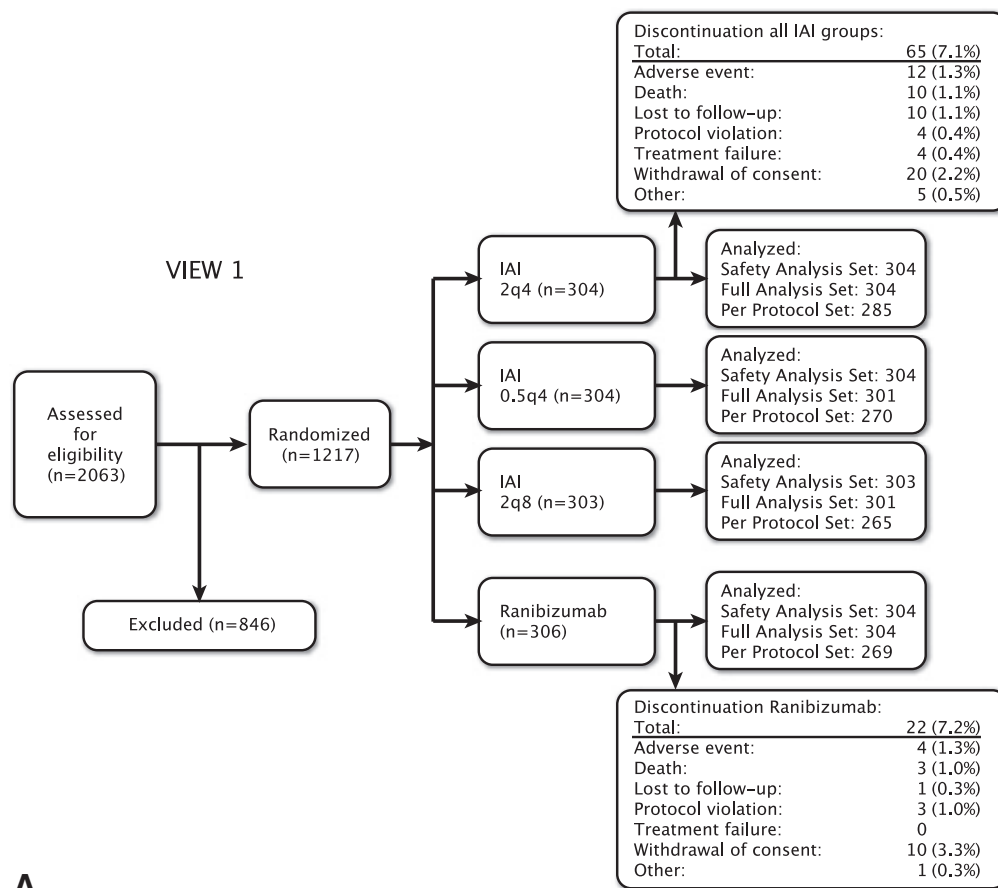 Discontinuation all IAI groups:
Total: 65 (7.1%)
Adverse event: 12 (1.3%)
Death: 10 (1.1%)
Lost to follow-up: 10 (1.1%)
Protocol violation: 4 (0.4%)
Treatment failure: 4 (0.4%)
Withdrawal of consent: 20 (2.2%)
Other: 5 (0.5%)
VIEW 1
IAI
2q4 (n=304)
Analyzed:
Safety Analysis Set: 304
Full Analysis Set: 304
Per Protocol Set: 285
Assessed
for
eligibility
(n=2063)
Randomized
(n=1217)
IAI
0.5q4 (n=304)
Analyzed:
Safety Analysis Set: 304
Full Analysis Set: 301
Per Protocol Set: 270
IAI
2q8 (n=303)
Analyzed:
Safety Analysis Set: 303
Full Analysis Set: 301
Per Protocol Set: 265
Excluded (n=846)
Ranibizumab
(n=306)
Analyzed:
Safety Analysis Set: 304
Full Analysis Set: 304
Per Protocol Set: 269
Discontinuation Ranibizumab:
Total: 22 (7.2%)
Adverse event: 4 (1.3%)
Death: 3 (1.0%)
Lost to follow-up: 1 (0.3%)
Protocol violation: 3 (1.0%)
Treatment failure: 0
Withdrawal of consent: 10 (3.3%)
Other: 1 (0.3%)
A